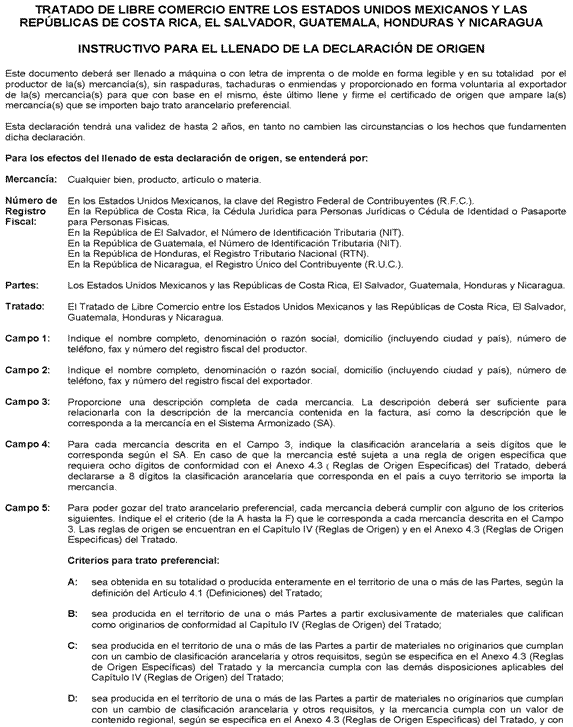 TRATADO DE LIBRE COMERCIO ENTRE LOS ESTADOS UNIDOS MEXICANOS Y LAS
REPÚBLICAS DE COSTA RICA, EL SALVADOR, GUATEMALA, HONDURAS Y NICARAGUA
INSTRUCTIVO PARA EL LLENADO DE LA DECLARACIÓN DE ORIGEN
Este documento deberá ser llenado a máquina o con letra de imprenta o de molde en forma legible y en su totalidad por el
productor de la(s) mercancía(s), sin raspaduras, tachaduras o enmiendas y proporcionado en forma voluntaria al exportador
de la(s) mercancía(s) para que con base en el mismo, éste último llene y firme el certificado de origen que ampare la(s)
mercancía(s) que se importen bajo trato arancelario preferencial.
Esta declaración tendrá una validez de hasta 2 años, en tanto no cambien las circunstancias o los hechos que fundamenten
dicha declaración.
Para los efectos del llenado de esta declaración de origen, se entenderá por:
Mercancía: Cualquier bien, producto, artículo o materia.
Número de Registro Fiscal: En los Estados Unidos Mexicanos, la clave del Registro Federal de Contribuyentes (R.F.C.).
En la República de Costa Rica, la Cédula Jurídica para Personas Jurídicas o Cédula de Identidad o Pasaporte
para Personas Físicas.
En la República de El Salvador, el Número de Identificación Tributaria (NIT).
En la República de Guatemala, el Número de Identificación Tributaria (NIT).
En la República de Honduras, el Registro Tributario Nacional (RTN).
En la República de Nicaragua, el Registro Único del Contribuyente (R.U.C.).
Partes: Los Estados Unidos Mexicanos y las Repúblicas de Costa Rica, El Salvador, Guatemala, Honduras y Nicaragua.
Tratado: El Tratado de Libre Comercio entre los Estados Unidos Mexicanos y las Repúblicas de Costa Rica, El Salvador,
Guatemala, Honduras y Nicaragua.
Campo 1: Indique el nombre completo, denominación o razón social, domicilio (incluyendo ciudad y país), número de
teléfono, fax y número del registro fiscal del productor.
Campo 2: Indique el nombre completo, denominación o razón social, domicilio (incluyendo ciudad y país), número de
teléfono, fax y número del registro fiscal del exportador.
Campo 3: Proporcione una descripción completa de cada mercancía. La descripción deberá ser suficiente para
relacionarla con la descripción de la mercancía contenida en la factura, así como la descripción que le
corresponda a la mercancía en el Sistema Armonizado (SA).
Campo 4: Para cada mercancía descrita en el Campo 3, indique la clasificación arancelaria a seis dígitos que le
corresponda según el SA. En caso de que la mercancía esté sujeta a una regla de origen específica que
requiera ocho dígitos de conformidad con el Anexo 4.3 ( Reglas de Origen Específicas) del Tratado, deberá
declararse a 8 dígitos la clasificación arancelaria que corresponda en el país a cuyo territorio se importa la
mercancía.
Campo 5: Para poder gozar del trato arancelario preferencial, cada mercancía deberá cumplir con alguno de los criterios
siguientes. Indique el el criterio (de la A hasta la F) que le corresponda a cada mercancía descrita en el Campo
3. Las reglas de origen se encuentran en el Capítulo IV (Reglas de Origen) y en el Anexo 4.3 (Reglas de Origen
Específicas) del Tratado.
Criterios para trato preferencial:
A: sea obtenida en su totalidad o producida enteramente en el territorio de una o más de las Partes, según la
definición del Artículo 4.1 (Definiciones) del Tratado;
B: sea producida en el territorio de una o más Partes a partir exclusivamente de materiales que califican
como originarios de conformidad al Capítulo IV (Reglas de Origen) del Tratado;
C: sea producida en el territorio de una o más de las Partes a partir de materiales no originarios que cumplan
con un cambio de clasificación arancelaria y otros requisitos, según se especifica en el Anexo 4.3 (Reglas
de Origen Específicas) del Tratado y la mercancía cumpla con las demás disposiciones aplicables del
Capítulo IV (Reglas de Origen) del Tratado;
D: sea producida en el territorio de una o más de las Partes a partir de materiales no originarios que cumplan
con un cambio de clasificación arancelaria y otros requisitos, y la mercancía cumpla con un valor de
contenido regional, según se especifica en el Anexo 4.3 (Reglas de Origen Específicas) del Tratado, y con